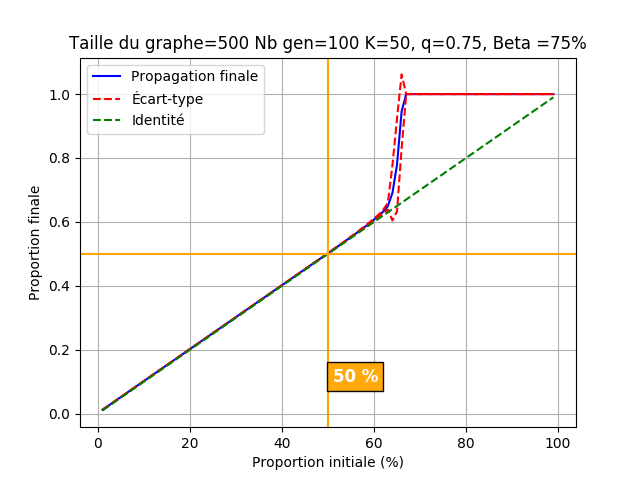 Taille du graphe=500 Nb gen=100 K=50, q=0.75, Beta =75%
Propagation finale
Écart-type
Identité
Proportion finale
1.0
0.8
0.6
0.4
0.2
0.0
50 %
0 20 40 60 80 100
Proportion initiale (%)